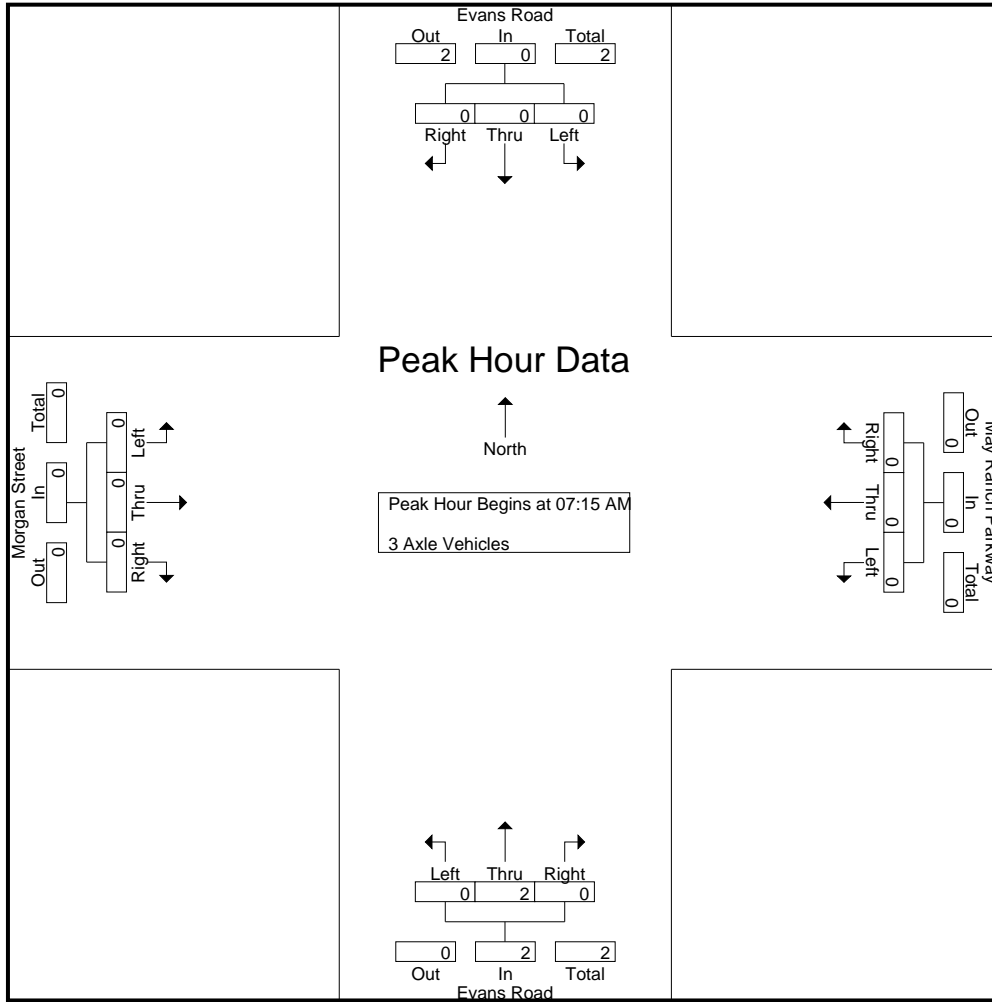 Evans Road
Out In Total
2 0 2
0 0 0
Right Thru Left
Peak Hour Data
North
Peak Hour Begins at 07:15 AM
3 Axle Vehicles
Morgan Street
Total In Out
0 0 0
0 0 0
Left Thru Right
Right Thru Left
0 0 0
Out In Total
0 0 0
May Ranch Parkway
Left Thru Right
0 2 0
0 2 2
Out In Total
Evans Road